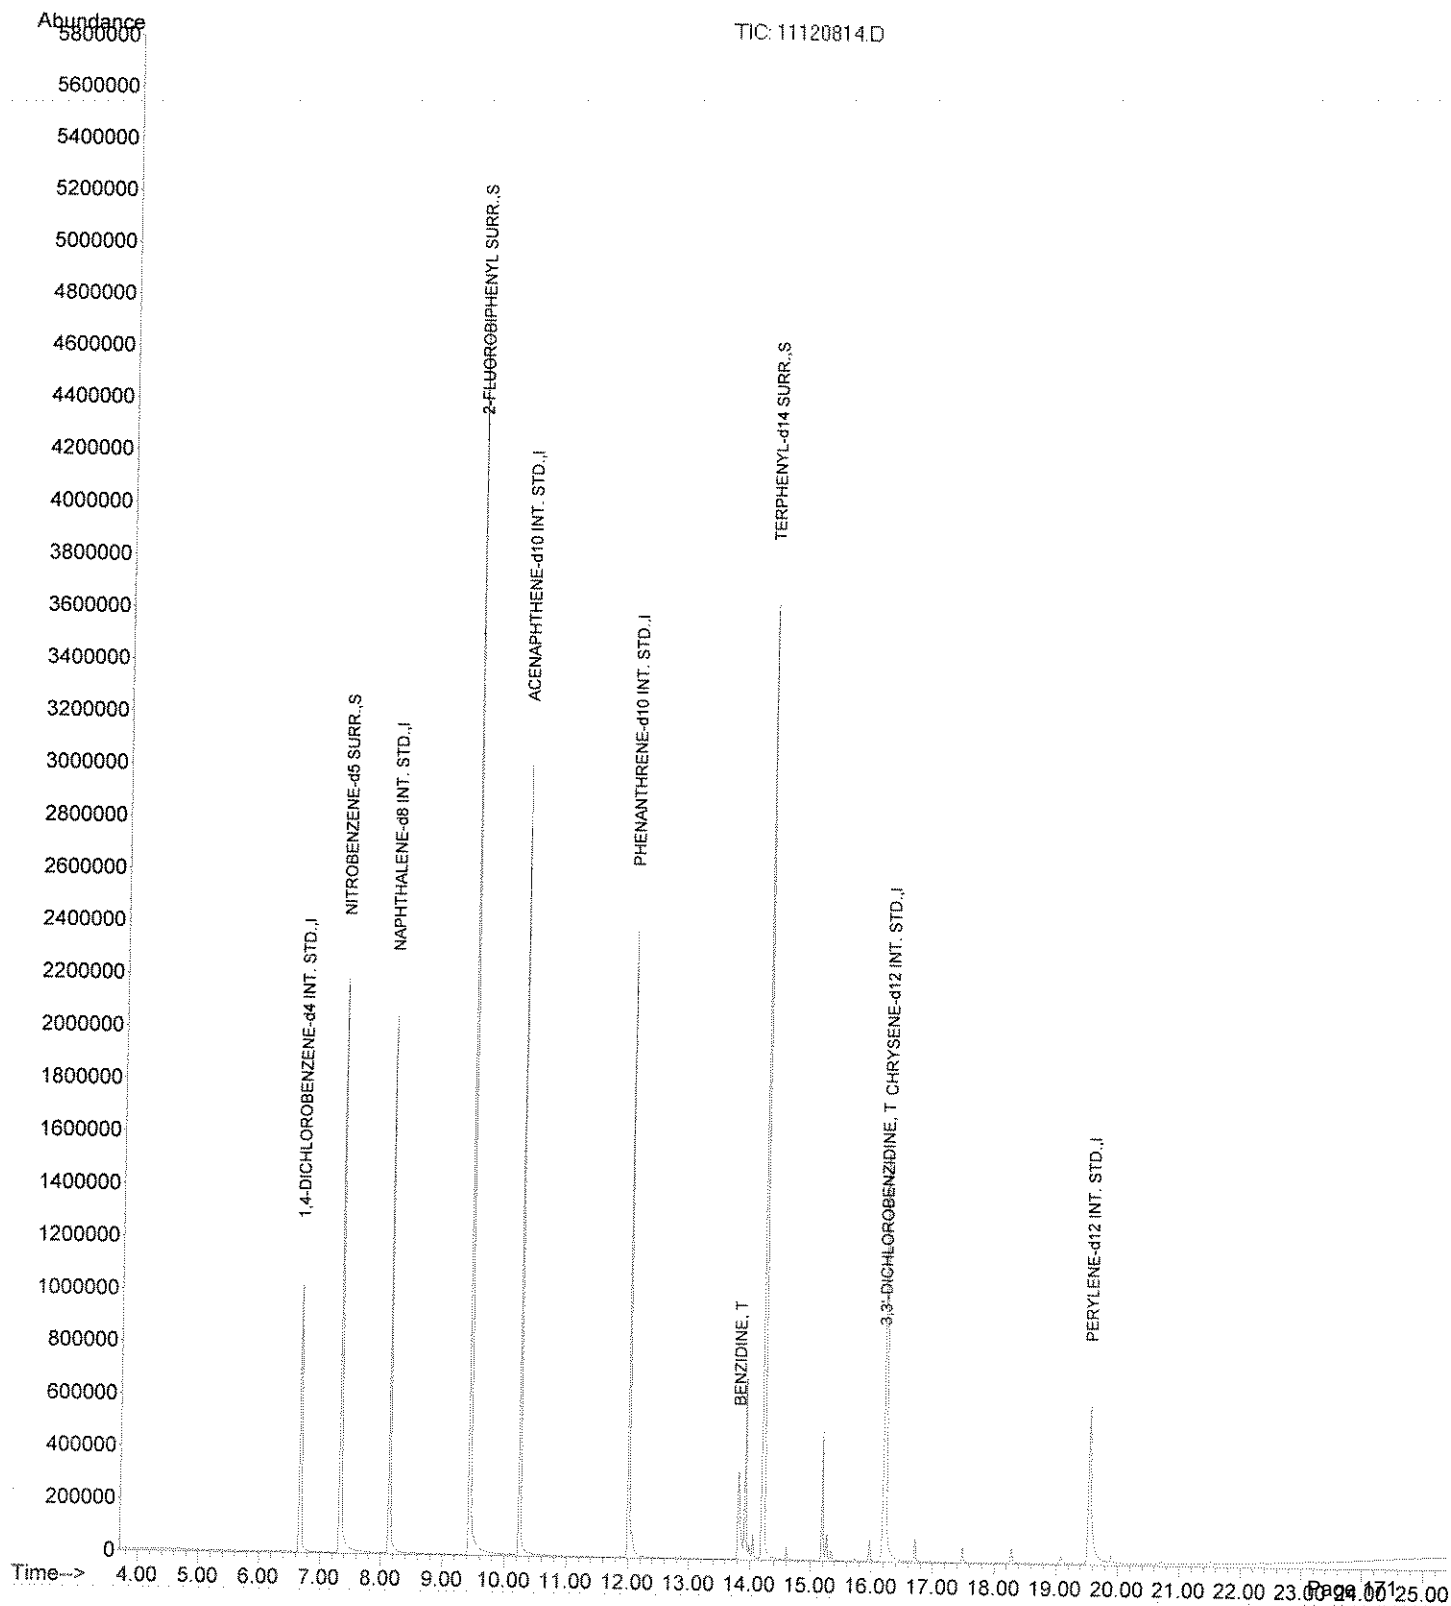 Abundance
TIC: 11120814.D
5800000
5600000
5400000
5200000
5000000
4800000
4600000
4400000
4200000
4000000
3800000
3600000
3400000
3200000
3000000
2800000
2600000
2400000
2200000
2000000
1800000
1600000
1400000
1200000
1000000
800000
600000
400000
200000
0
1,4-DICHLOROBENZENE-d4 INT. STD.,I
NITROBENZENE-d5 SURR.,S
NAPHTHALENE-d8 INT. STD.,I
2-FLUOROBIPHENYL SURR.,S
ACENAPHTHENE-d10 INT. STD.,I
PHENANTHRENE-d10 INT. STD.,I
BENZIDINE, T
TERPHENYL-d14 SURR.,S
3,3'-DICHLOROBENZIDINE, T CHRYSENE-d12 INT. STD.,I
PERYLENE-d12 INT. STD.,I
Time--> 4.00 5.00 6.00 7.00 8.00 9.00 10.00 11.00 12.00 13.00 14.00 15.00 16.00 17.00 18.00 19.00 20.00 21.00 22.00 23.00 24.00 25.00
Page 171